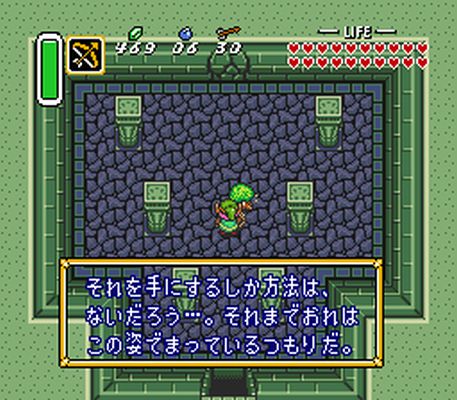 — LIFE —
469 06 30
それを手にするしか方法は、
ないだろう…。それまでおれは
この姿でまっているつもりだ。